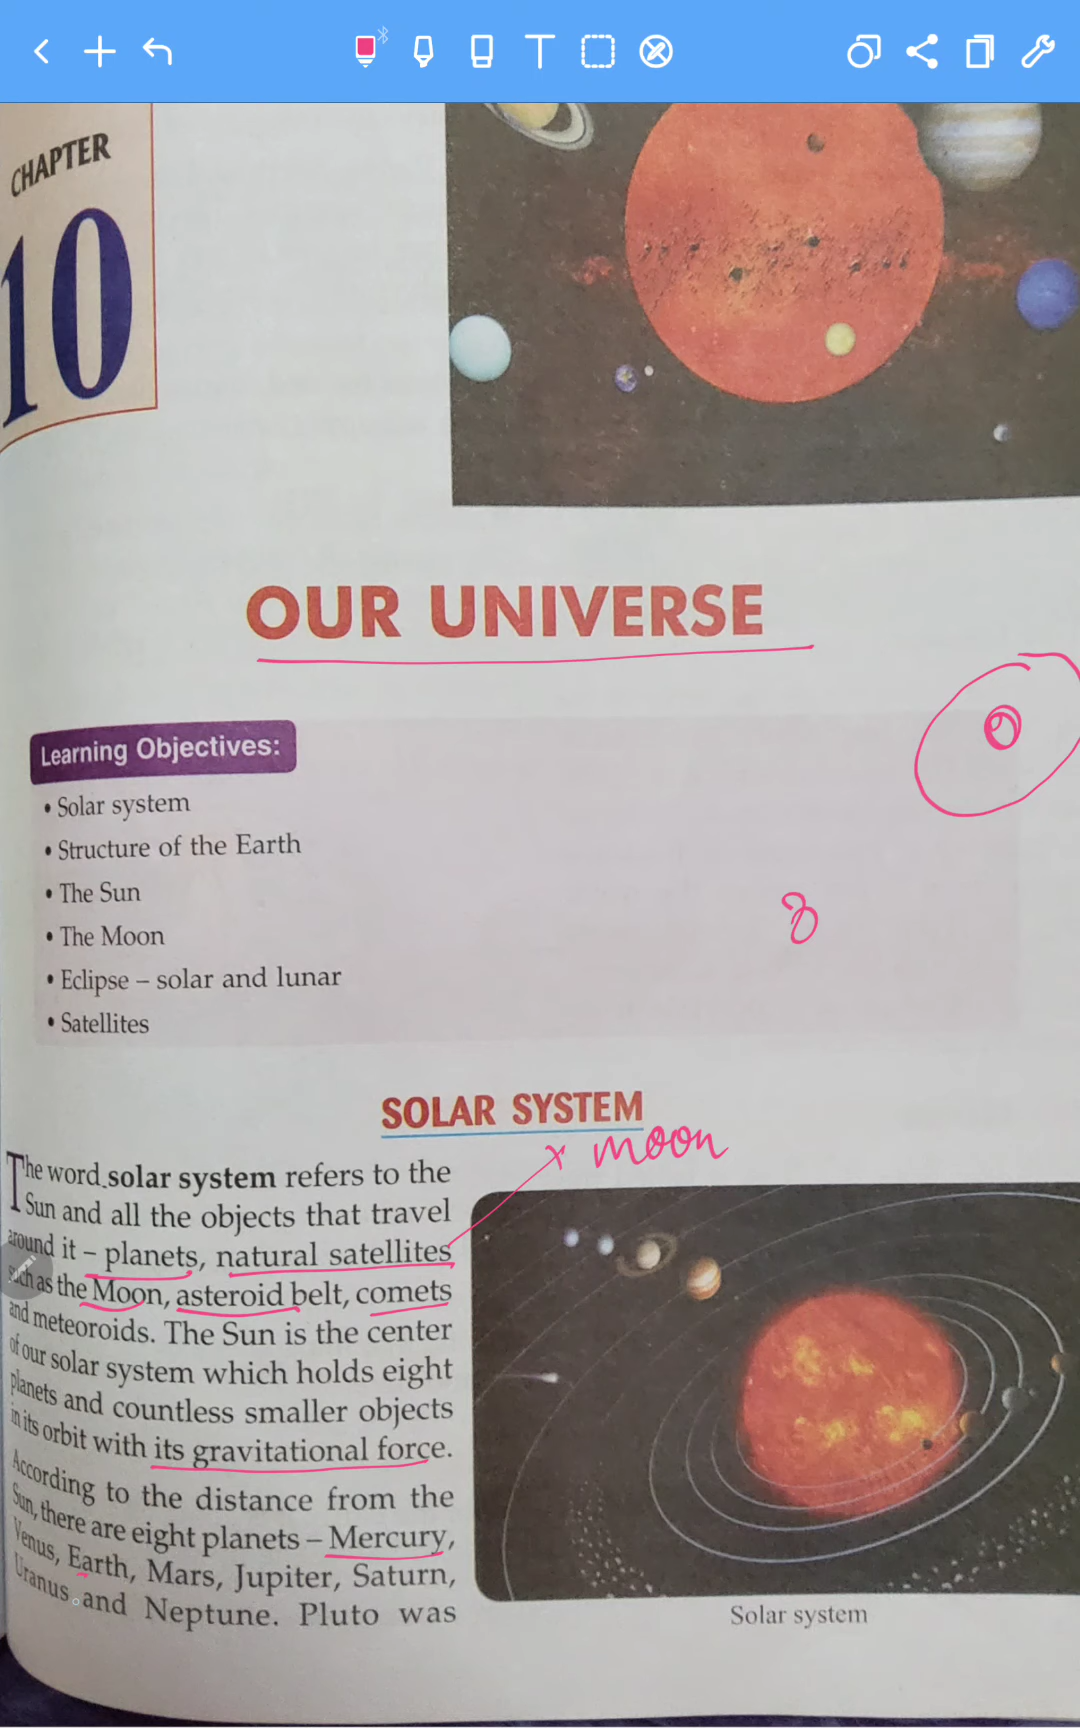 CHAPTER
10
OUR UNIVERSE
Learning Objectives:
• Solar system
• Structure of the Earth
• The Sun
• The Moon
• Eclipse – solar and lunar
• Satellites
8
SOLAR SYSTEM
moon
The word solar system refers to the
Sun and all the objects that travel
around it – planets, natural satellites
such as the Moon, asteroid belt, comets
and meteoroids. The Sun is the center
of our solar system which holds eight
planets and countless smaller objects
in its orbit with its gravitational force.
According to the distance from the
Sun, there are eight planets – Mercury,
Venus, Earth, Mars, Jupiter, Saturn,
Uranus and Neptune. Pluto was
Solar system